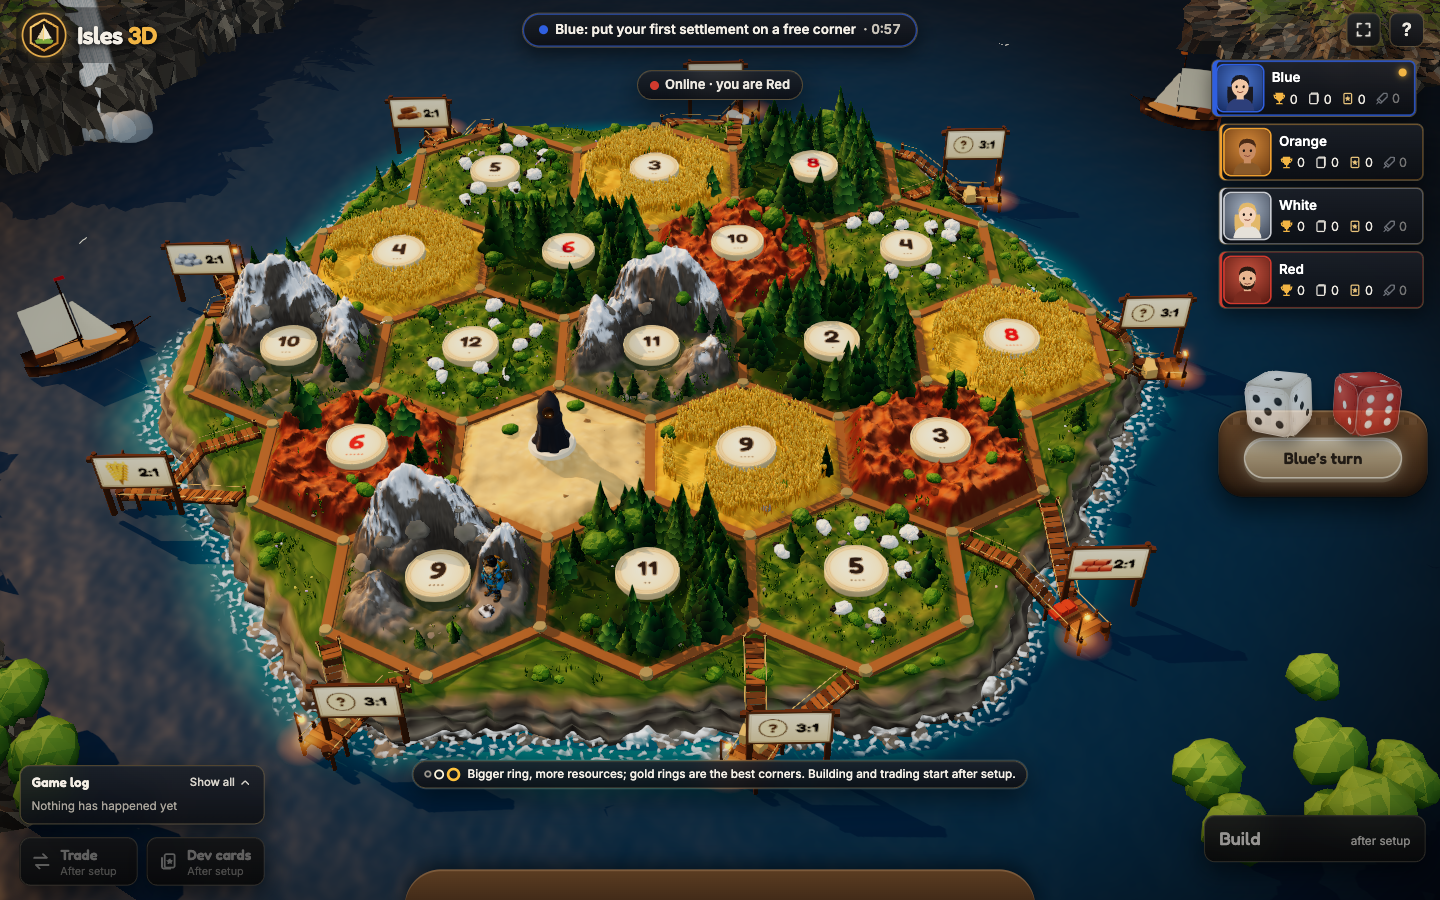 Isles 3D
Blue: put your first settlement on a free corner · 0:57
Online · you are Red
?
Blue
0 0 0 0
Orange
0 0 0 0
White
0 0 0 0
Red
0 0 0 0
2:1
? 3:1
5
3
8
4
6
10
4
2:1
? 3:1
10
12
11
2
8
6
9
3
2:1
9
11
5
2:1
? 3:1
? 3:1
Blue's turn
Bigger ring, more resources; gold rings are the best corners. Building and trading start after setup.
Game log
Show all
Nothing has happened yet
Trade
After setup
Dev cards
After setup
Build
after setup